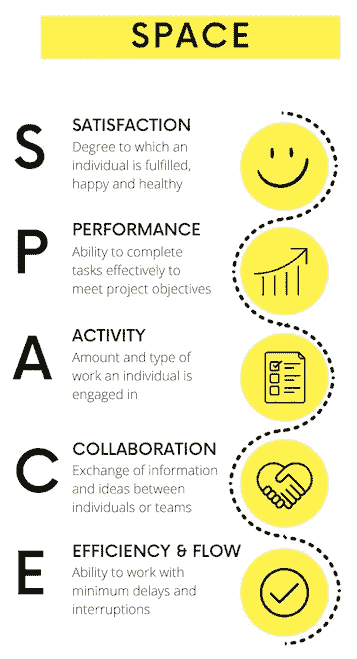 SPACE
S
SATISFACTION
Degree to which an
individual is fulfilled,
happy and healthy
P
PERFORMANCE
Ability to complete
tasks effectively to
meet project objectives
A
ACTIVITY
Amount and type of
work an individual is
engaged in
C
COLLABORATION
Exchange of information
and ideas between
individuals or teams
E
EFFICIENCY & FLOW
Ability to work with
minimum delays and
interruptions